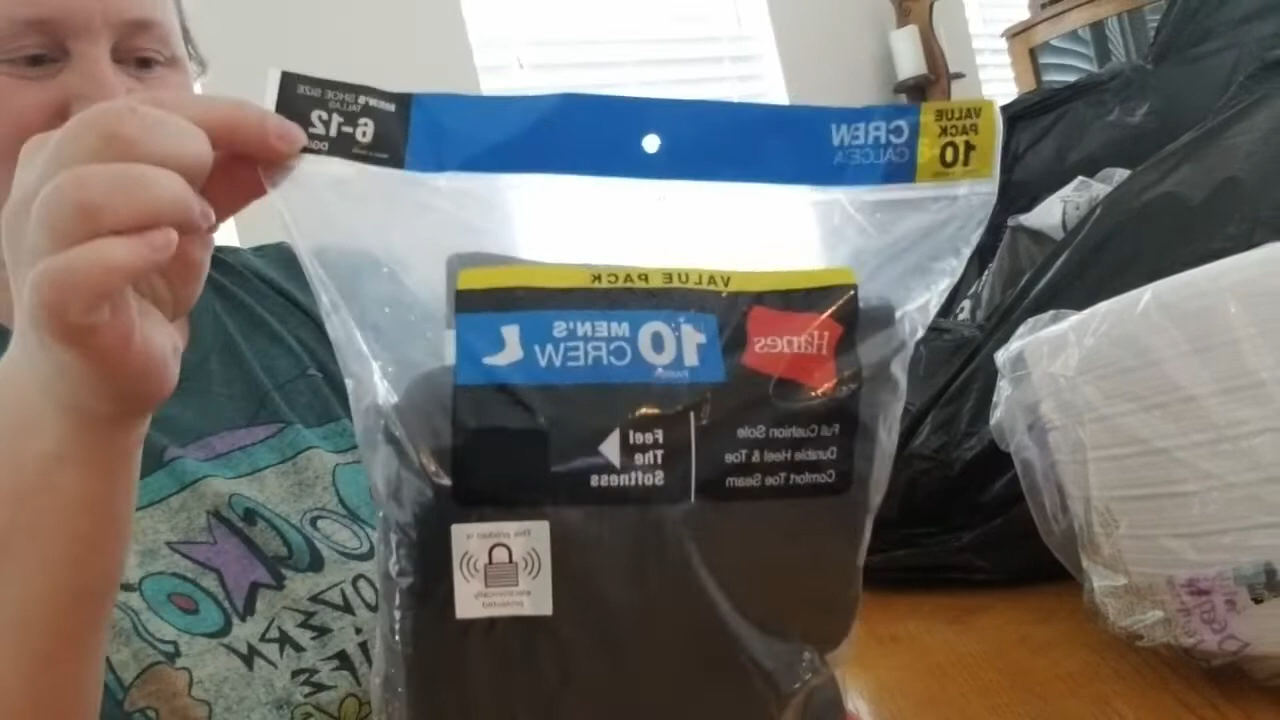 MEN'S SHOE SIZE
TALLAS
6-12
CREW
CALCETA
VALUE
PACK
10
VALUE PACK
Hanes
10 MEN'S
CREW
PAIRS
Full Cushion Sole
Durable Heel & Toe
Comfort Toe Seam
Feel
The
Softness
This product is
electronically
protected